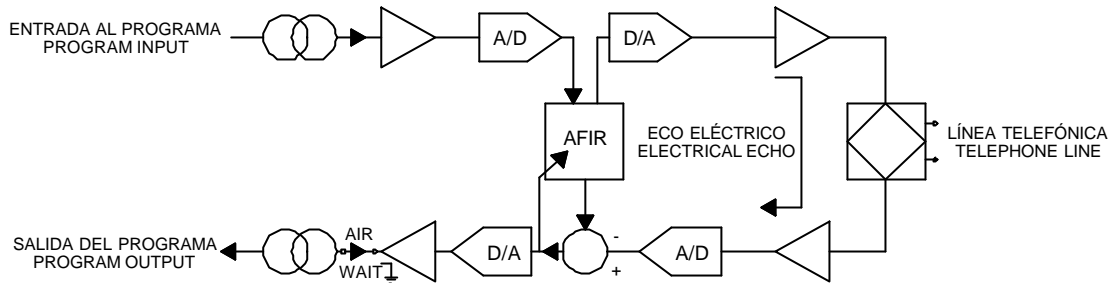 ENTRADA AL PROGRAMA
PROGRAM INPUT
A/D
D/A
AFIR
ECO ELÉCTRICO
ELECTRICAL ECHO
LÍNEA TELEFÓNICA
TELEPHONE LINE
SALIDA DEL PROGRAMA
PROGRAM OUTPUT
AIR
WAIT
D/A
-
+
A/D